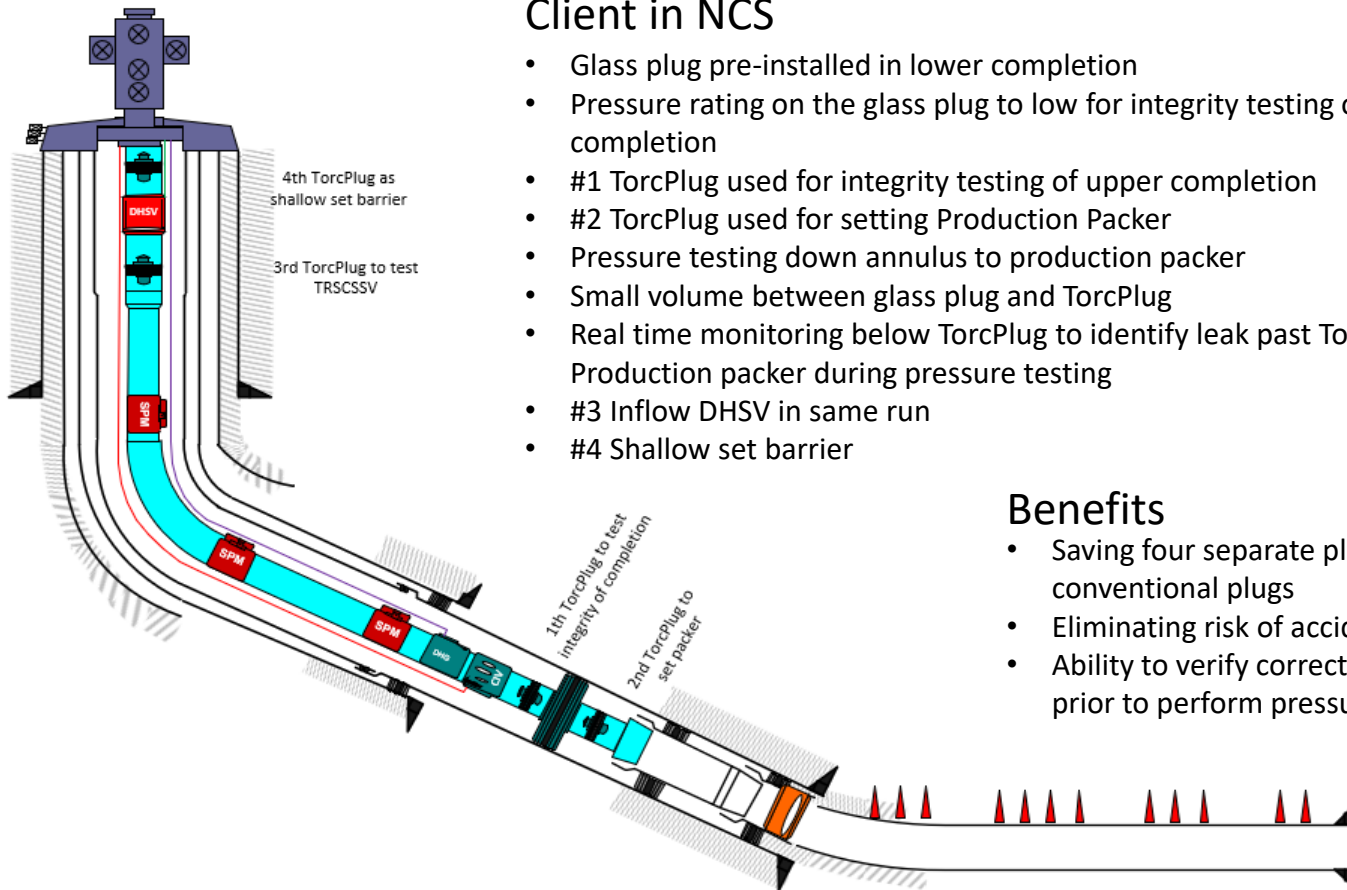 Client in NCS
• Glass plug pre-installed in lower completion
• Pressure rating on the glass plug to low for integrity testing
completion
• #1 TorcPlug used for integrity testing of upper completion
• #2 TorcPlug used for setting Production Packer
• Pressure testing down annulus to production packer
• Small volume between glass plug and TorcPlug
• Real time monitoring below TorcPlug to identify leak past
Production packer during pressure testing
• #3 Inflow DHSV in same run
• #4 Shallow set barrier
4th TorcPlug as
shallow set barrier
DHSV
3rd TorcPlug to test
TRSCSSV
SPM
SPM
SPM
DHG
CIV
1th TorcPlug to test
integrity of completion
2nd TorcPlug to
set packer
Benefits
• Saving four separate
conventional plugs
• Eliminating risk of
• Ability to verify correct
prior to perform